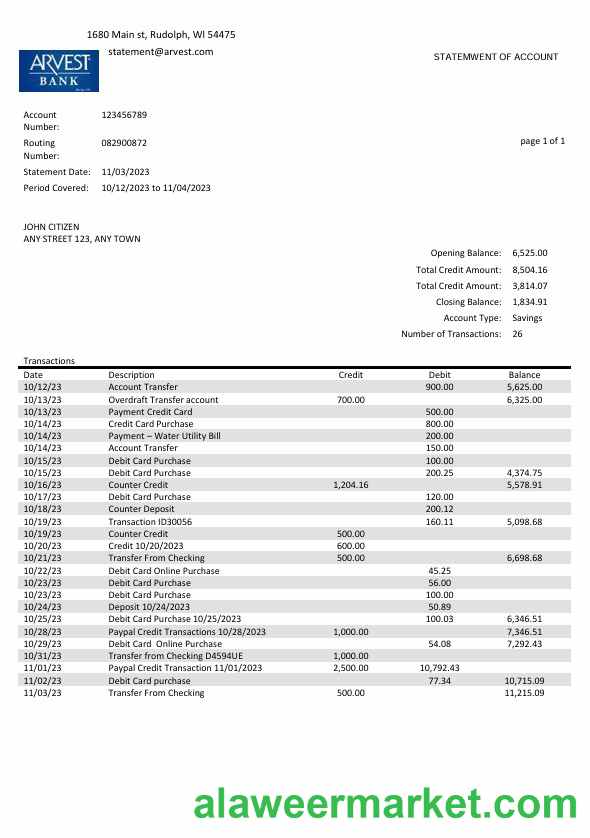 1680 Main st, Rudolph, WI 54475
statement@arvest.com
ARVEST
BANK
STATEMWENT OF ACCOUNT
Account Number: 123456789
Routing Number: 082900872
page 1 of 1
Statement Date: 11/03/2023
Period Covered: 10/12/2023 to 11/04/2023
JOHN CITIZEN
ANY STREET 123, ANY TOWN
Opening Balance: 6,525.00
Total Credit Amount: 8,504.16
Total Credit Amount: 3,814.07
Closing Balance: 1,834.91
Account Type: Savings
Number of Transactions: 26
Transactions
Date Description Credit Debit Balance
10/12/23 Account Transfer 900.00 5,625.00
10/13/23 Overdraft Transfer account 700.00 6,325.00
10/13/23 Payment Credit Card 500.00
10/14/23 Credit Card Purchase 800.00
10/14/23 Payment – Water Utility Bill 200.00
10/14/23 Account Transfer 150.00
10/15/23 Debit Card Purchase 100.00
10/15/23 Debit Card Purchase 200.25 4,374.75
10/16/23 Counter Credit 1,204.16 5,578.91
10/17/23 Debit Card Purchase 120.00
10/18/23 Counter Deposit 200.12
10/19/23 Transaction ID30056 160.11 5,098.68
10/19/23 Counter Credit 500.00
10/20/23 Credit 10/20/2023 600.00
10/21/23 Transfer From Checking 500.00 6,698.68
10/22/23 Debit Card Online Purchase 45.25
10/23/23 Debit Card Purchase 56.00
10/23/23 Debit Card Purchase 100.00
10/24/23 Deposit 10/24/2023 50.89
10/25/23 Debit Card Purchase 10/25/2023 100.03 6,346.51
10/28/23 Paypal Credit Transactions 10/28/2023 1,000.00 7,346.51
10/29/23 Debit Card Online Purchase 54.08 7,292.43
10/31/23 Transfer from Checking D4594UE 1,000.00
11/01/23 Paypal Credit Transaction 11/01/2023 2,500.00 10,792.43
11/02/23 Debit Card purchase 77.34 10,715.09
11/03/23 Transfer From Checking 500.00 11,215.09
alaweermarket.com